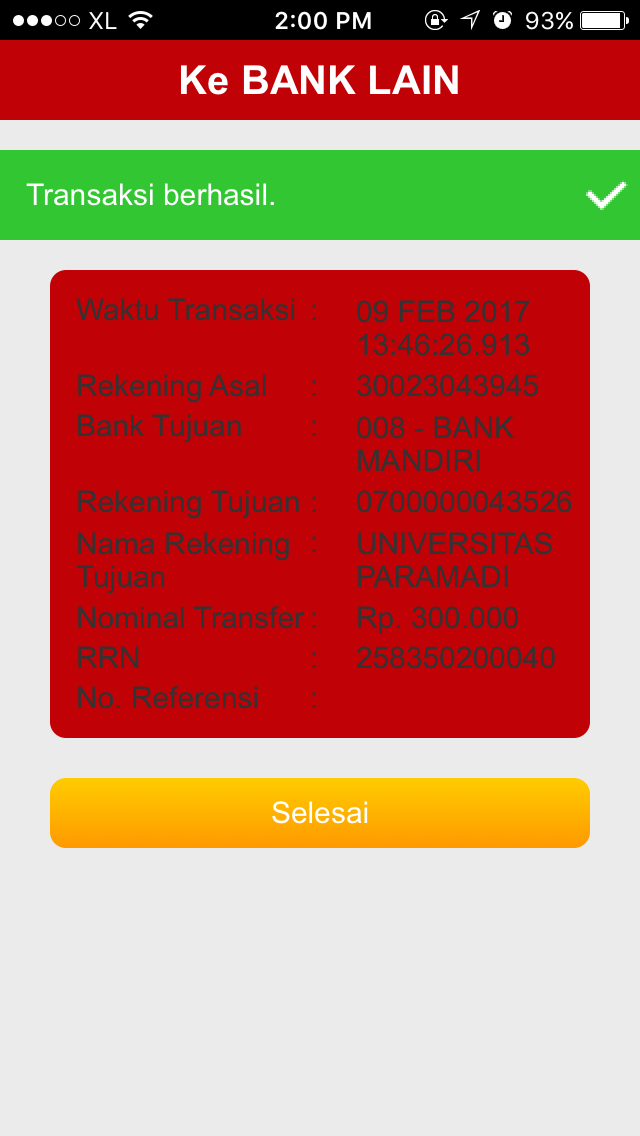 XL 2:00 PM 93%
Ke BANK LAIN
Transaksi berhasil.
Waktu Transaksi : 09 FEB 2017
13:46:26.913
Rekening Asal : 30023043945
Bank Tujuan : 008 - BANK
MANDIRI
Rekening Tujuan : 0700000043526
Nama Rekening : UNIVERSITAS
Tujuan PARAMADI
Nominal Transfer : Rp. 300.000
RRN : 258350200040
No. Referensi :
Selesai